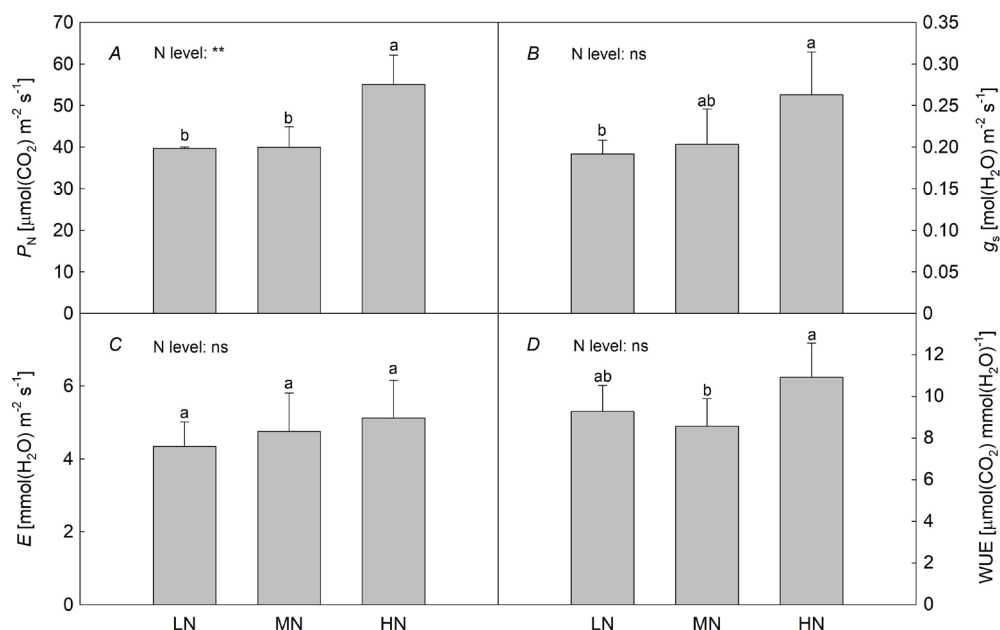 A
N level: **
B
N level: ns
70
60
50
40
30
20
10
0
P_N [μmol(CO₂) m⁻² s⁻¹]
b
b
a
b
ab
a
0.35
0.30
0.25
0.20
0.15
0.10
0.05
0
g_s [mol(H₂O) m⁻² s⁻¹]
C
N level: ns
D
N level: ns
6
4
2
0
E [mmol(H₂O) m⁻² s⁻¹]
a
a
a
ab
b
a
12
10
8
6
4
2
0
WUE [μmol(CO₂) mmol(H₂O)⁻¹]
LN MN HN
LN MN HN